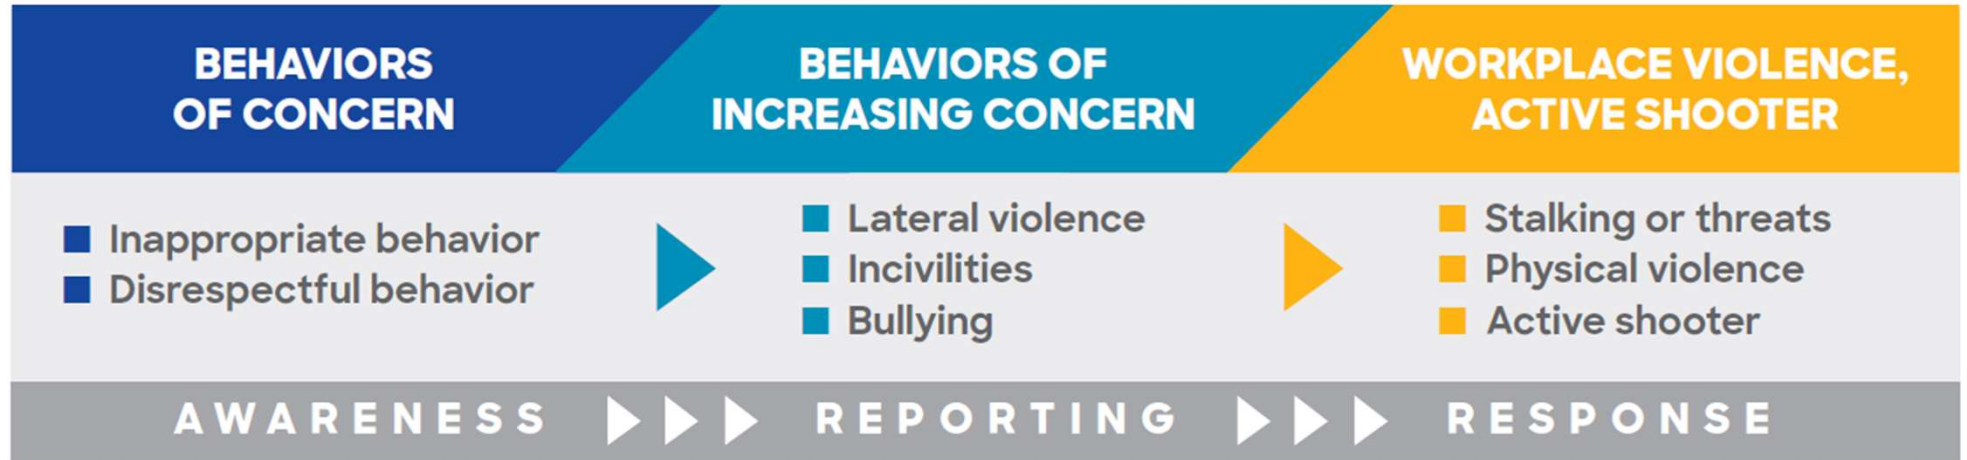 BEHAVIORS
OF CONCERN
BEHAVIORS OF
INCREASING CONCERN
WORKPLACE VIOLENCE,
ACTIVE SHOOTER
Inappropriate behavior
Disrespectful behavior
Lateral violence
Incivilities
Bullying
Stalking or threats
Physical violence
Active shooter
AWARENESS
REPORTING
RESPONSE